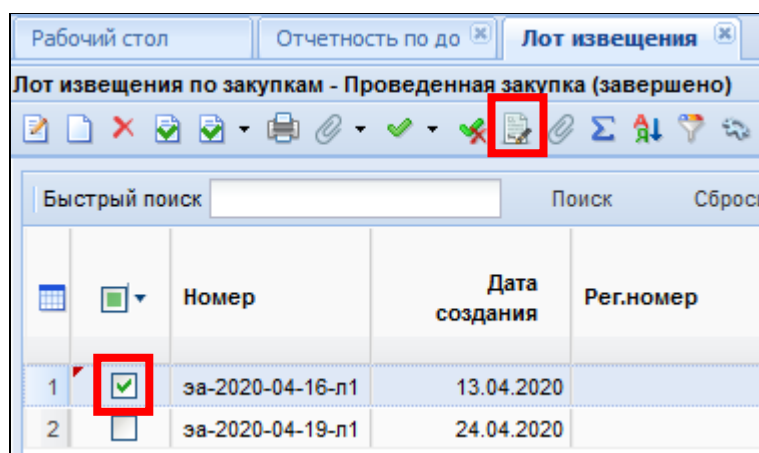 Рабочий стол Отчетность по до Лот извещения
Лот извещения по закупкам - Проведенная закупка (завершено)
Быстрый поиск Поиск Сброс
Номер Дата создания Рег.номер
1 эа-2020-04-16-л1 13.04.2020
2 эа-2020-04-19-л1 24.04.2020